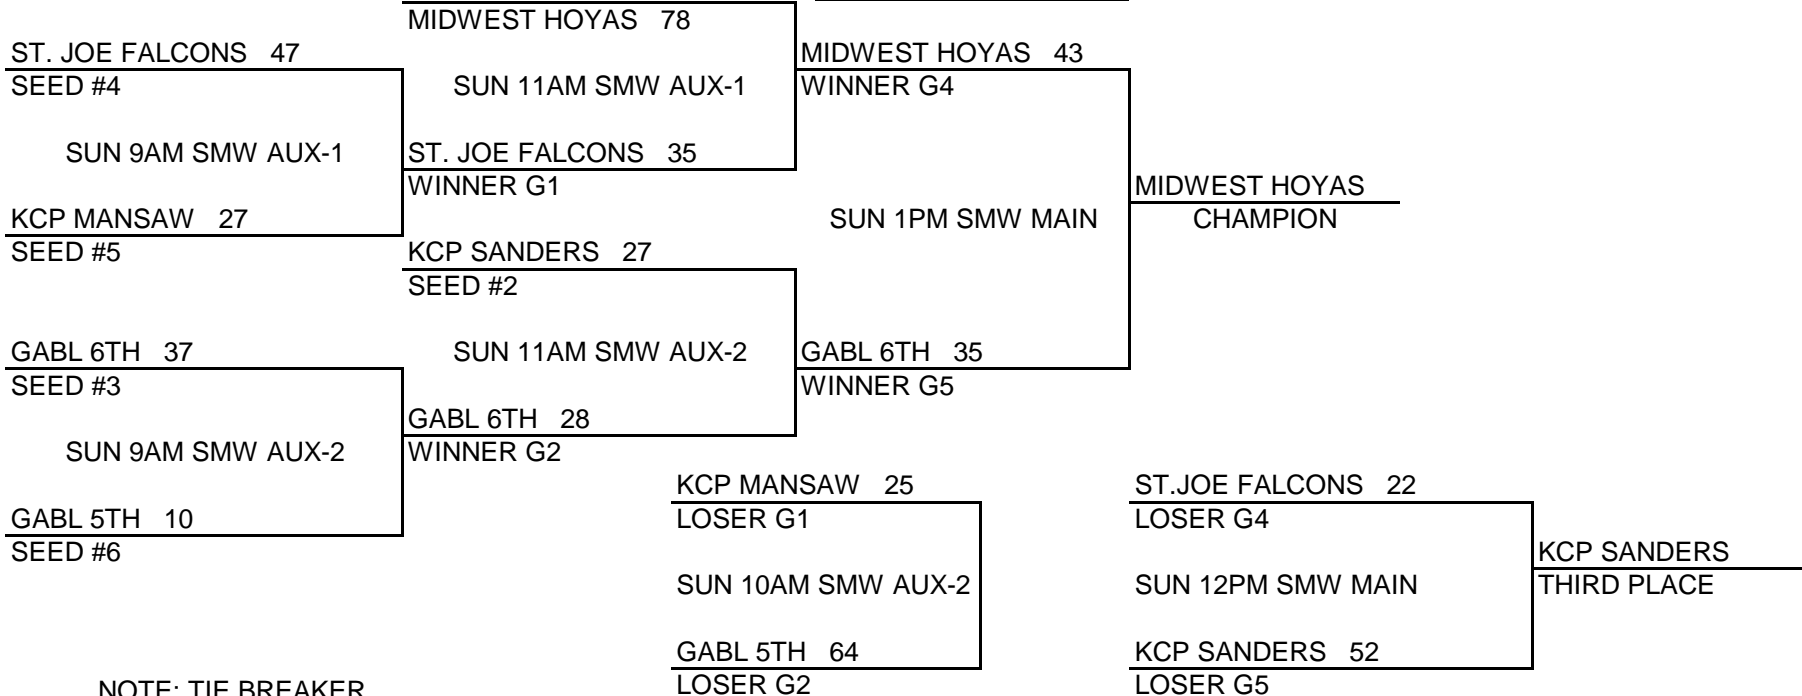 MIDWEST HOYAS 78
ST. JOE FALCONS 47
MIDWEST HOYAS 43
SEED #4
SUN 11AM SMW AUX-1
WINNER G4
SUN 9AM SMW AUX-1
ST. JOE FALCONS 35
WINNER G1
MIDWEST HOYAS
KCP MANSAW 27
SUN 1PM SMW MAIN
CHAMPION
SEED #5
KCP SANDERS 27
SEED #2
GABL 6TH 37
SUN 11AM SMW AUX-2
GABL 6TH 35
SEED #3
WINNER G5
GABL 6TH 28
SUN 9AM SMW AUX-2
WINNER G2
KCP MANSAW 25
ST.JOE FALCONS 22
GABL 5TH 10
LOSER G1
LOSER G4
SEED #6
KCP SANDERS
SUN 10AM SMW AUX-2
SUN 12PM SMW MAIN
THIRD PLACE
GABL 5TH 64
KCP SANDERS 52
NOTE: TIE BREAKER
LOSER G2
LOSER G5